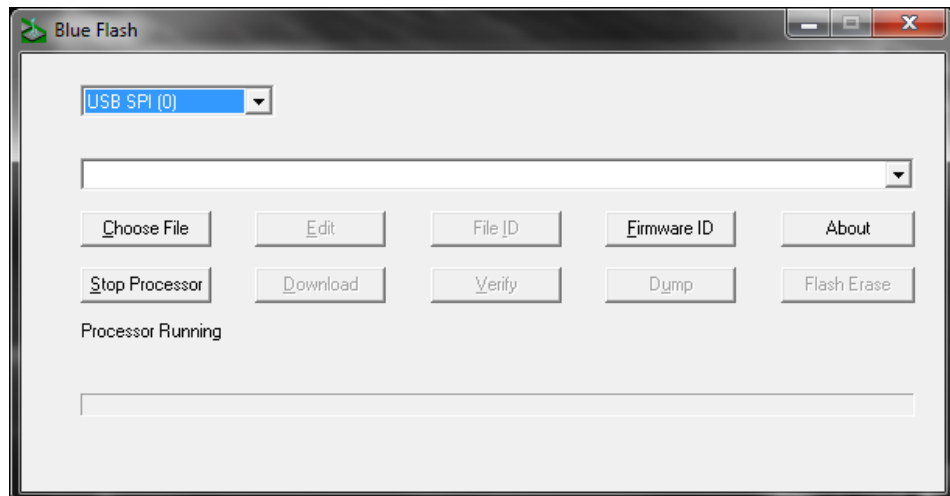 Blue Flash
USB SPI (0)
Choose File Edit File ID Firmware ID About
Stop Processor Download Verify Dump Flash Erase
Processor Running